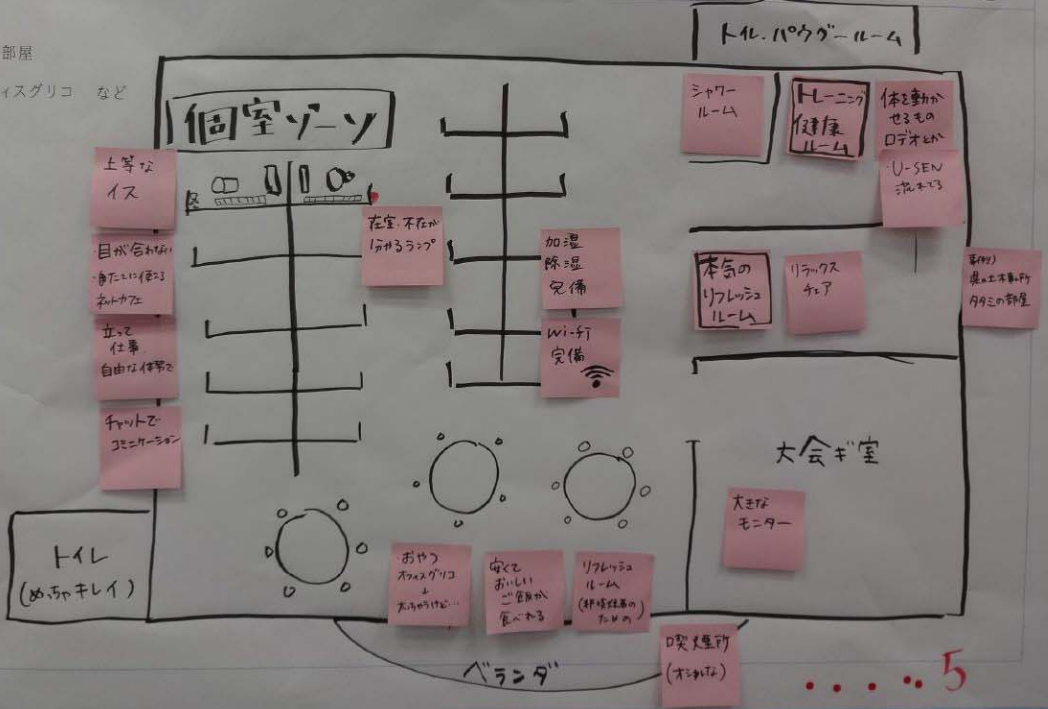 部屋
ィスグリコ など
トイレ・パウダールーム
個室ゾーン
シャワー
ルーム
トレーニング
健康
ルーム
体を動か
せるもの
ロデオとか
・U-SEN
流れてる
上等な
イス
在室・不在が
分かるランプ
・目が合わない
ネットカフェ
加湿
除湿
完備
本気の
リフレッシュ
ルーム
リラックス
チェア
タタミの部屋
立って
仕事
自由な体勢で
Wi-Fi
完備
チャットで
コミニケーション
大会ギ室
大きな
モニター
トイレ
(めっちゃキレイ)
おやつ
オフィスグリコ
安くて
おいしい
ご飯が
食べれる
リフレッシュ
ルーム
ための)
喫煙所
(オシャレな)
ベランダ
5